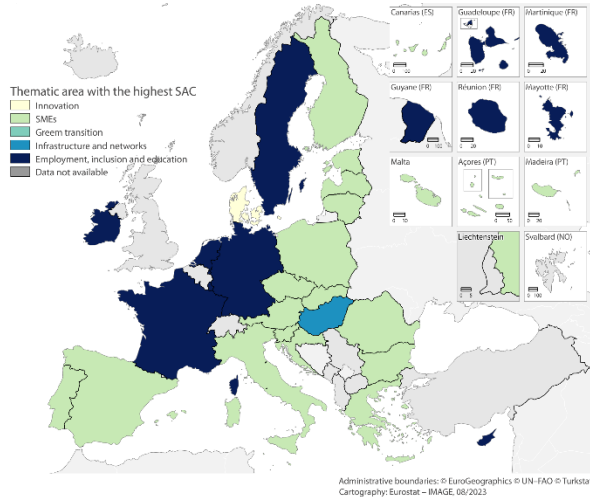 Thematic area with the highest SAC
Innovation
SMEs
Greem transition
Infrastructure and networks
Employment, inclusion and education
Data not available
Canarias (ES)
Guadeloupe (FR)
Martinique (FR)
Guyane (FR)
Réunion (FR)
Mayotte (FR)
Malta
Açores (PT)
Madeira (PT)
Liechtenstein
Svalbard (NO)
Administrative boundaries: © EuroGeographics © UN–FAO © Turksta
Cartography: Eurostat – IMAGE, 08/2023